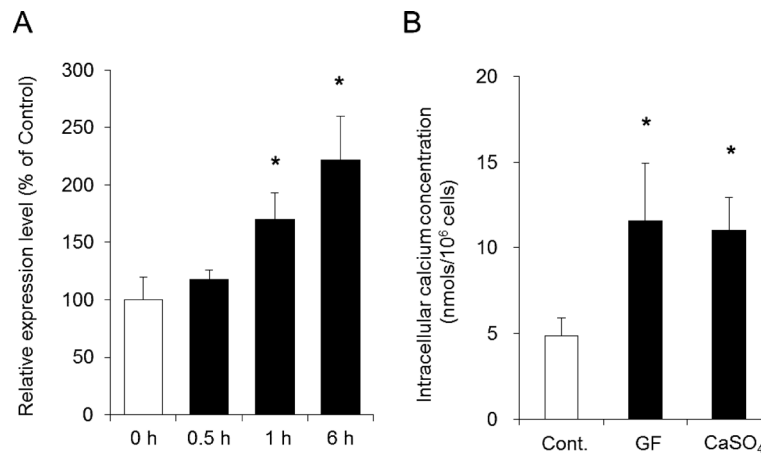 A
Relative expression level (% of Control)
300
250
200
150
100
50
0
*
*
0 h
0.5 h
1 h
6 h
B
Intracellular calcium concentration
(nmols/10⁶ cells)
20
15
10
5
0
*
*
Cont.
GF
CaSO₄